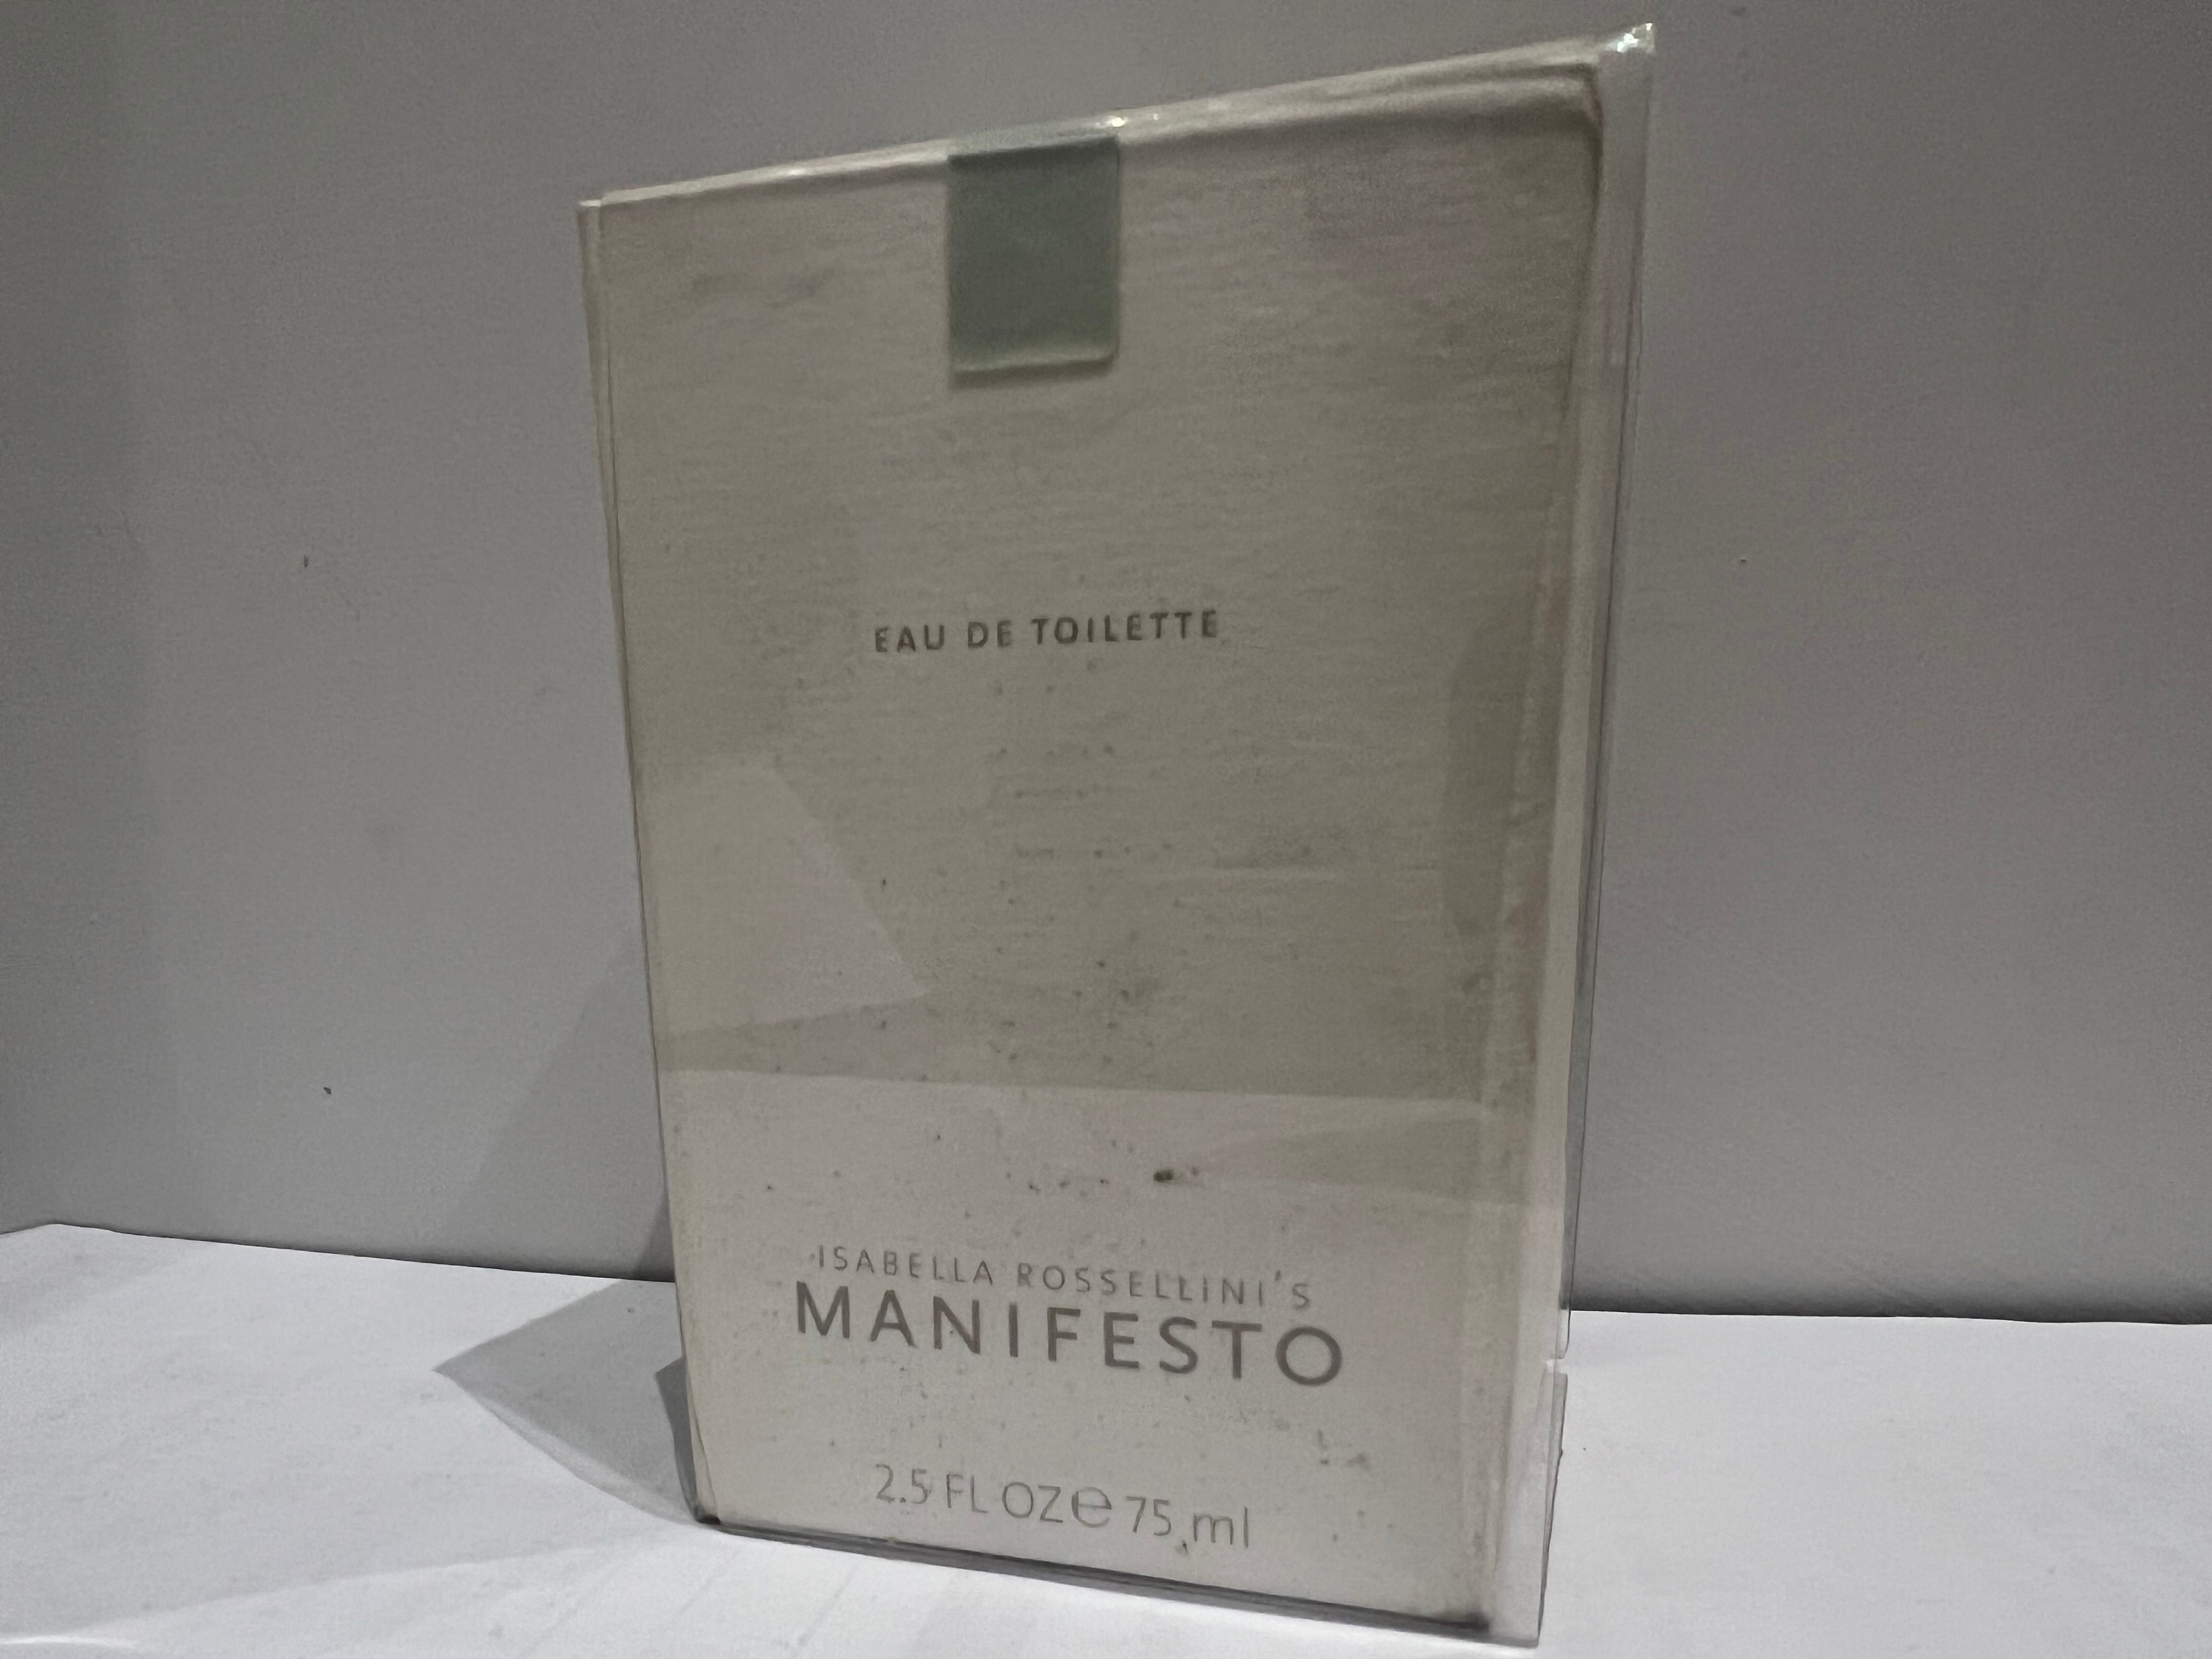 EAU DE TOILETTE
ISABELLA ROSSELLINI'S
MANIFESTO
2.5 FL OZ ℮ 75 ml